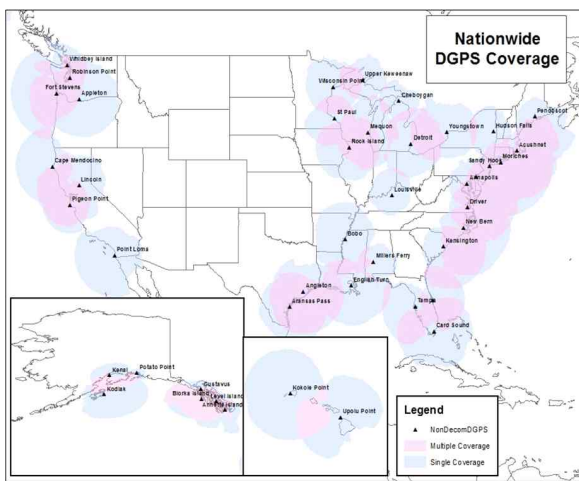 Nationwide
DGPS Coverage
Whidbey Island
Robinson Point
Fort Stevens
Appleton
Cape Mendocino
Lincoln
Pigeon Point
Point Loma
Wisconsin Point
Upper Keweenaw
Cheboygan
St Paul
Mequon
Rock Island
Detroit
Youngstown
Hudson Falls
Penobscot
Acushnet
Moriches
Sandy Hook
Annapolis
Driver
New Bern
Kensington
Louisville
Bobo
Millers Ferry
English Turn
Angleton
Aransas Pass
Tampa
Card Sound
Kenai
Potato Point
Kodiak
Gustavus
Biorka Island
Level Island
Annette Island
Kokole Point
Upolu Point
Legend
NonDecomDGPS
Multiple Coverage
Single Coverage